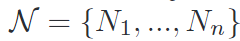 𝒩 = {N₁, ..., Nₙ}